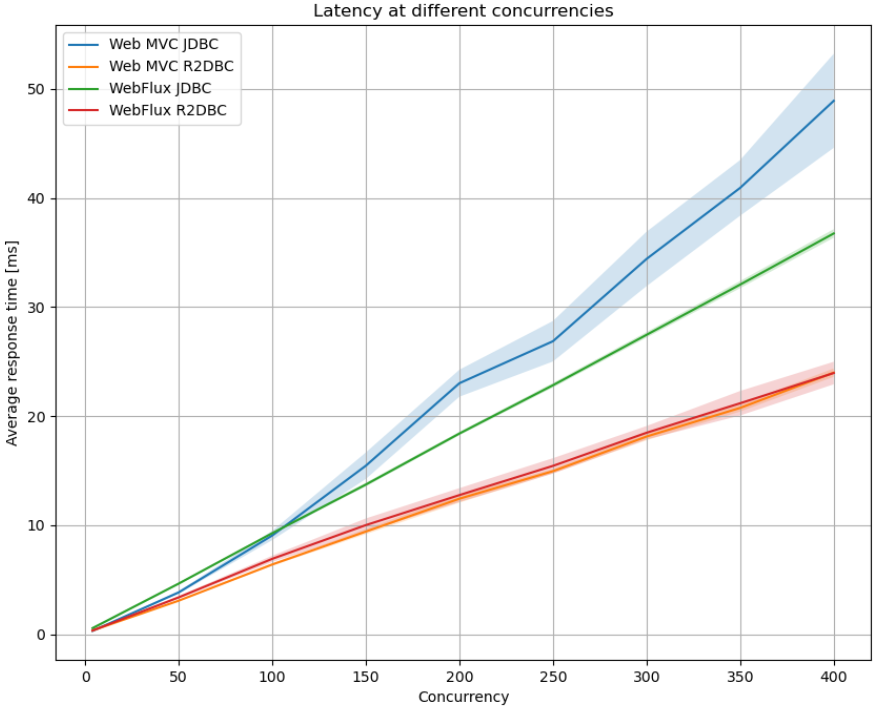 Latency at different concurrencies
Web MVC JDBC
Web MVC R2DBC
WebFlux JDBC
WebFlux R2DBC
50
40
30
20
10
0
Average response time [ms]
0 50 100 150 200 250 300 350 400
Concurrency